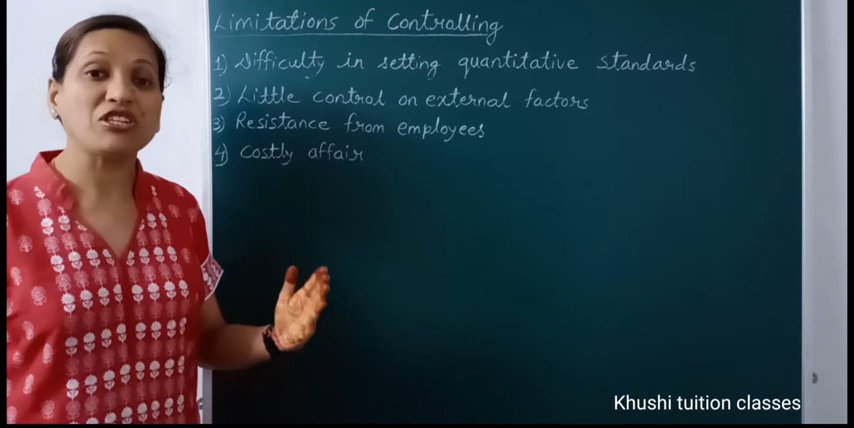 Limitations of Controlling
1) Difficulty in setting quantitative standards
2) Little control on external factors
3) Resistance from employees
4) Costly affair
Khushi tuition classes